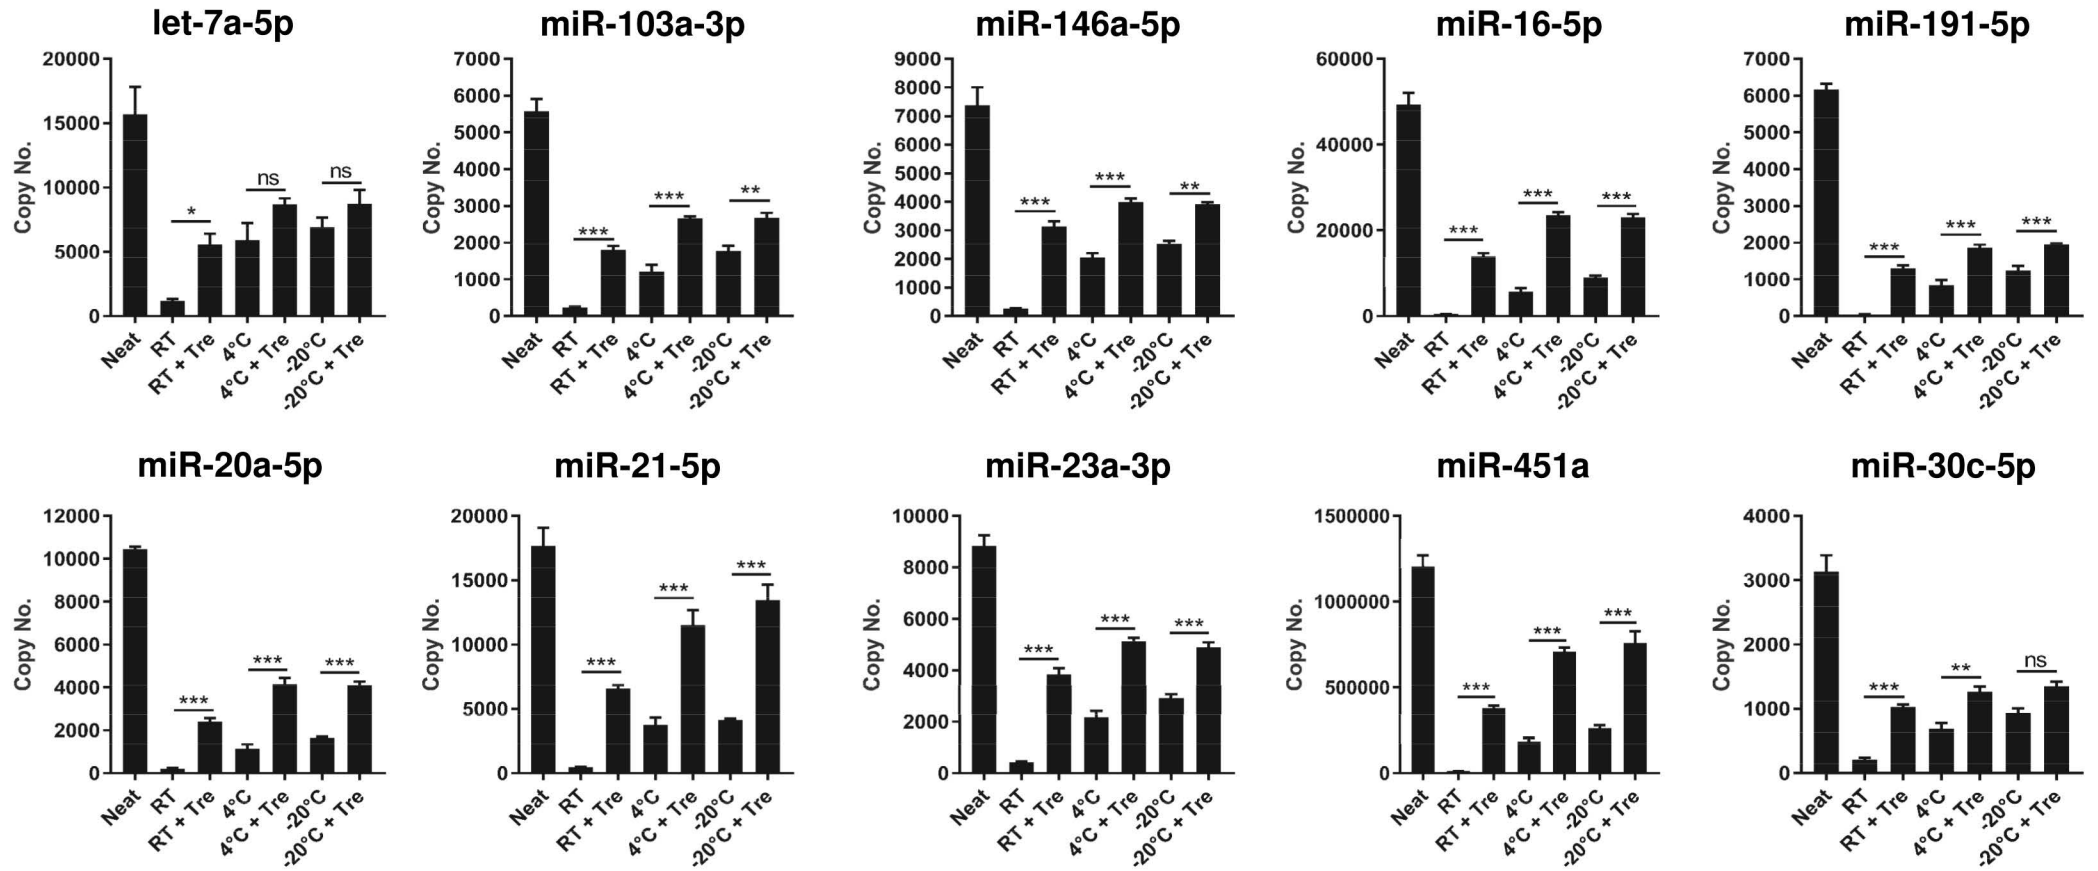 let-7a-5p
Copy No.
20000
15000
10000
5000
0
*
ns
ns
Neat
RT
RT + Tre
4°C
4°C + Tre
-20°C
-20°C + Tre
miR-103a-3p
Copy No.
7000
6000
5000
4000
3000
2000
1000
0
***
***
**
Neat
RT
RT + Tre
4°C
4°C + Tre
-20°C
-20°C + Tre
miR-146a-5p
Copy No.
9000
8000
7000
6000
5000
4000
3000
2000
1000
0
***
***
**
Neat
RT
RT + Tre
4°C
4°C + Tre
-20°C
-20°C + Tre
miR-16-5p
Copy No.
60000
40000
20000
0
***
***
***
Neat
RT
RT + Tre
4°C
4°C + Tre
-20°C
-20°C + Tre
miR-191-5p
Copy No.
7000
6000
5000
4000
3000
2000
1000
0
***
***
***
Neat
RT
RT + Tre
4°C
4°C + Tre
-20°C
-20°C + Tre
miR-20a-5p
Copy No.
12000
10000
8000
6000
4000
2000
0
***
***
***
Neat
RT
RT + Tre
4°C
4°C + Tre
-20°C
-20°C + Tre
miR-21-5p
Copy No.
20000
15000
10000
5000
0
***
***
***
Neat
RT
RT + Tre
4°C
4°C + Tre
-20°C
-20°C + Tre
miR-23a-3p
Copy No.
10000
8000
6000
4000
2000
0
***
***
***
Neat
RT
RT + Tre
4°C
4°C + Tre
-20°C
-20°C + Tre
miR-451a
Copy No.
1500000
1000000
500000
0
***
***
***
Neat
RT
RT + Tre
4°C
4°C + Tre
-20°C
-20°C + Tre
miR-30c-5p
Copy No.
4000
3000
2000
1000
0
***
**
ns
Neat
RT
RT + Tre
4°C
4°C + Tre
-20°C
-20°C + Tre